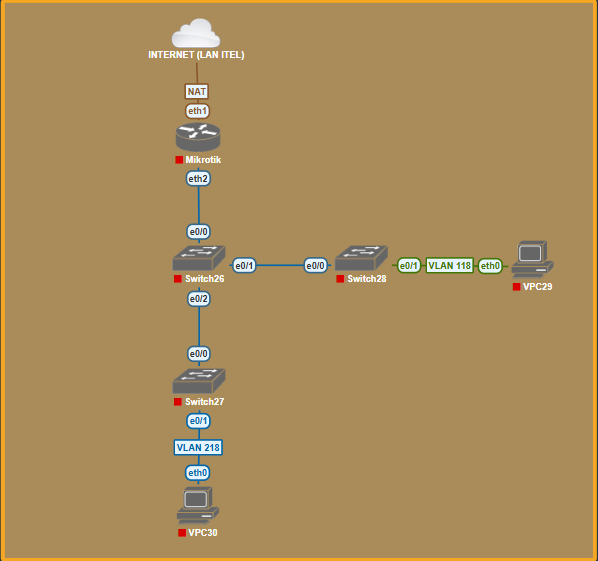 INTERNET (LAN ITEL)
NAT
eth1
Mikrotik
eth2
e0/0
Switch26
e0/1
e0/0
Switch28
e0/1
VLAN 118
eth0
VPC29
e0/2
e0/0
Switch27
e0/1
VLAN 218
eth0
VPC30